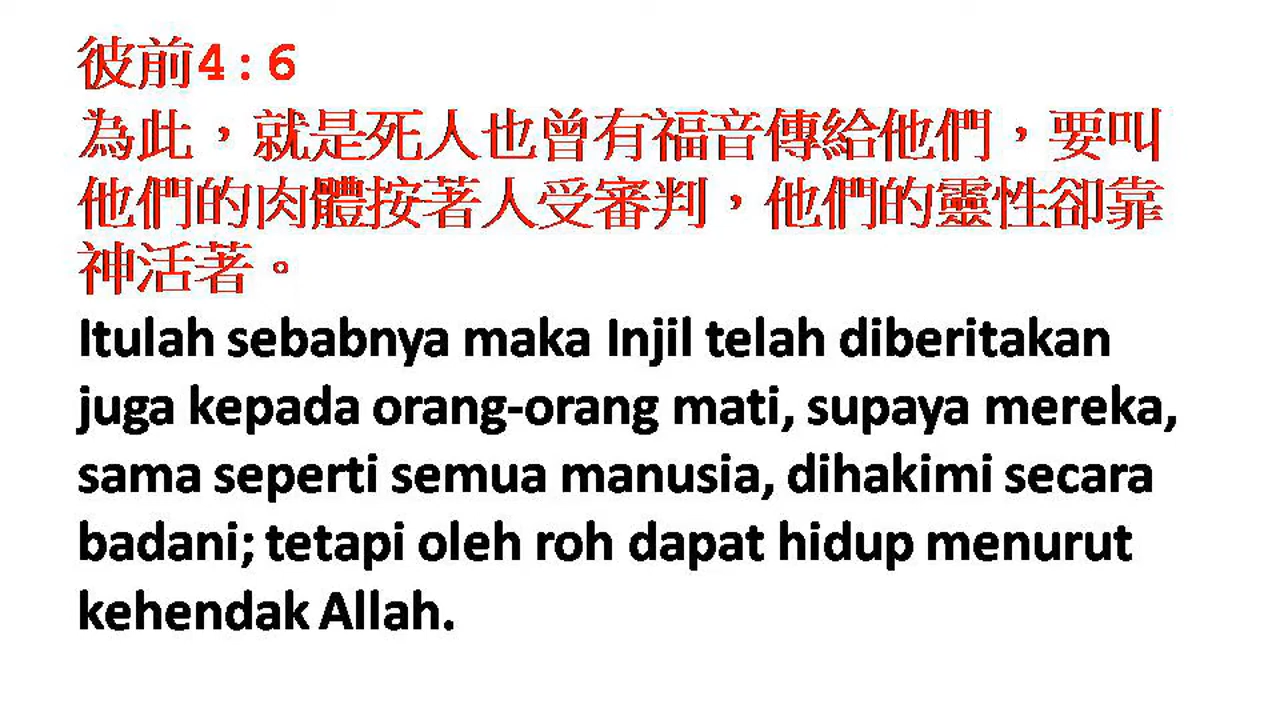 彼前4:6
為此，就是死人也曾有福音傳給他們，要叫
他們的肉體按著人受審判，他們的靈性卻靠
神活著。
Itulah sebabnya maka Injil telah diberitakan
juga kepada orang-orang mati, supaya mereka,
sama seperti semua manusia, dihakimi secara
badani; tetapi oleh roh dapat hidup menurut
kehendak Allah.